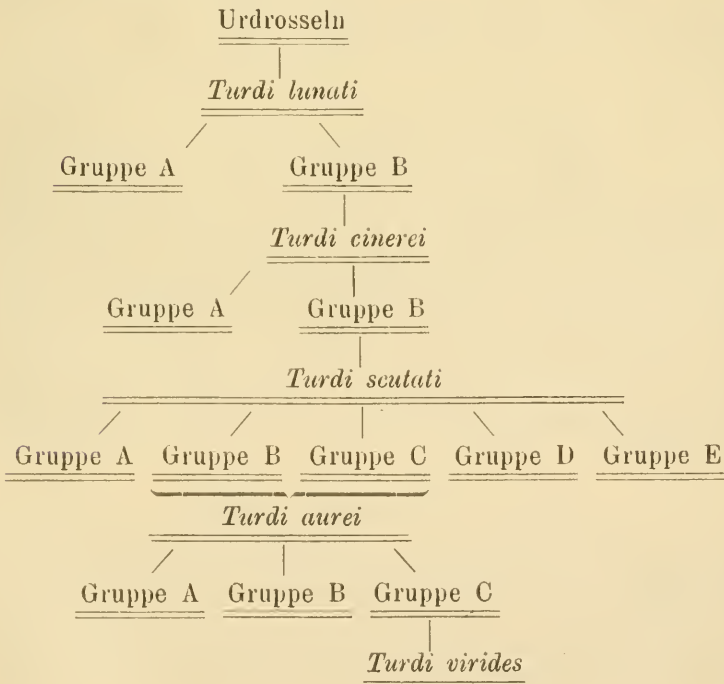 Urdrosseln
Turdi lunati
Gruppe A Gruppe B
Turdi cinerei
Gruppe A Gruppe B
Turdi scutati
Gruppe A Gruppe B Gruppe C Gruppe D Gruppe E
Turdi aurei
Gruppe A Gruppe B Gruppe C
Turdi virides